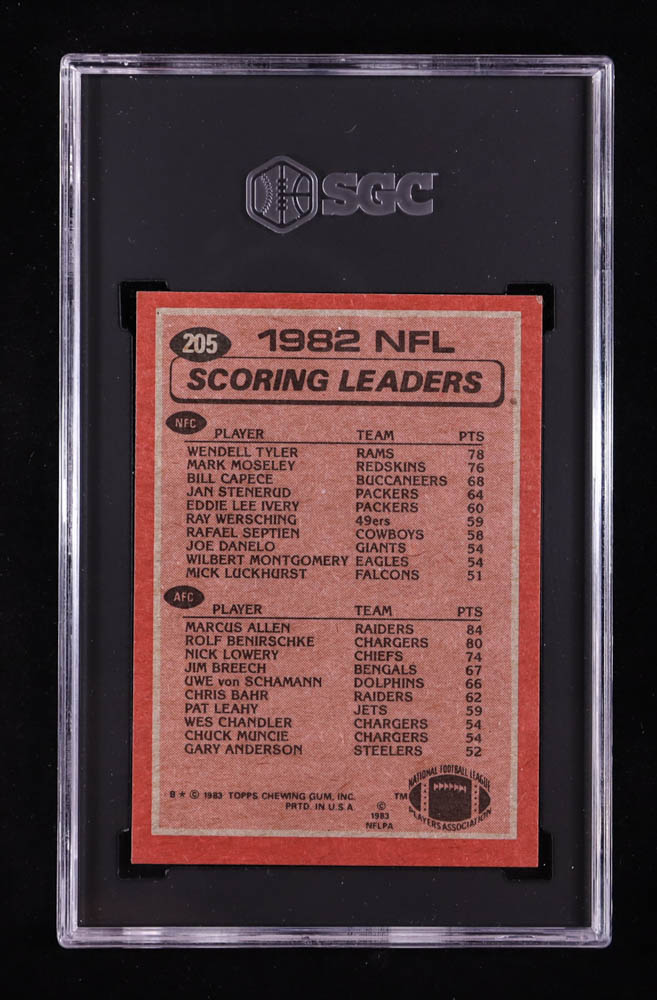 SGC
205 1982 NFL
SCORING LEADERS
NFC
PLAYER TEAM PTS
WENDELL TYLER RAMS 78
MARK MOSELEY REDSKINS 76
BILL CAPECE BUCCANEERS 68
JAN STENERUD PACKERS 64
EDDIE LEE IVERY PACKERS 60
RAY WERSCHING 49ers 59
RAFAEL SEPTIEN COWBOYS 58
JOE DANELO GIANTS 54
WILBERT MONTGOMERY EAGLES 54
MICK LUCKHURST FALCONS 51
AFC
PLAYER TEAM PTS
MARCUS ALLEN RAIDERS 84
ROLF BENIRSCHKE CHARGERS 80
NICK LOWERY CHIEFS 74
JIM BREECH BENGALS 67
UWE von SCHAMANN DOLPHINS 66
CHRIS BAHR RAIDERS 62
PAT LEAHY JETS 59
WES CHANDLER CHARGERS 54
CHUCK MUNCIE CHARGERS 54
GARY ANDERSON STEELERS 52
B * © 1983 TOPPS CHEWING GUM, INC.
PRTD. IN U.S.A.
TM
© 1983
NFLPA
NATIONAL FOOTBALL LEAGUE
PLAYERS ASSOCIATION